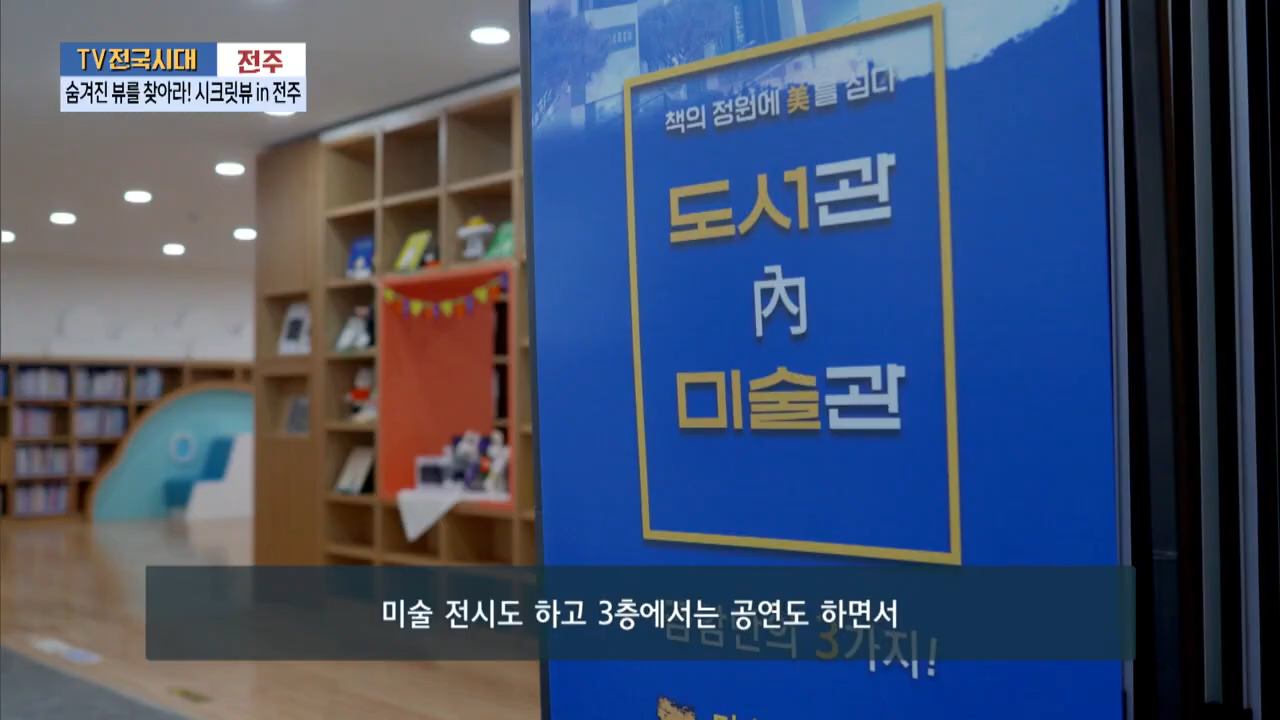 TV전국시대 전주
숨겨진 뷰를 찾아라! 시크릿뷰 in 전주
책의 정원에 美를 심다
도서관
內
미술관
미술 전시도 하고 3층에서는 공연도 하면서
3가지!